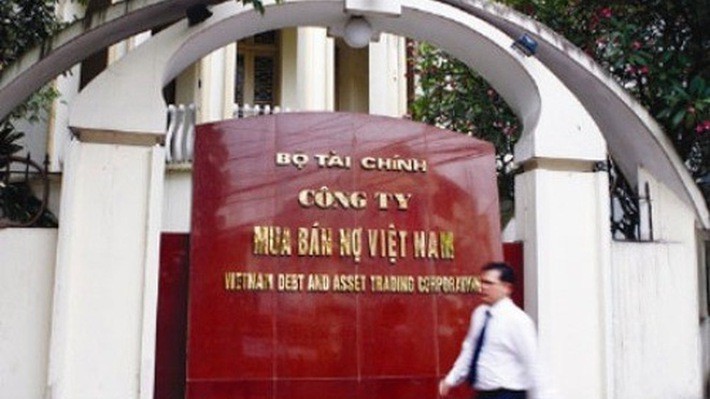 BỘ TÀI CHÍNH
CÔNG TY
MUA BÁN NỢ VIỆT NAM
VIETNAM DEBT AND ASSET TRADING CORPORATION